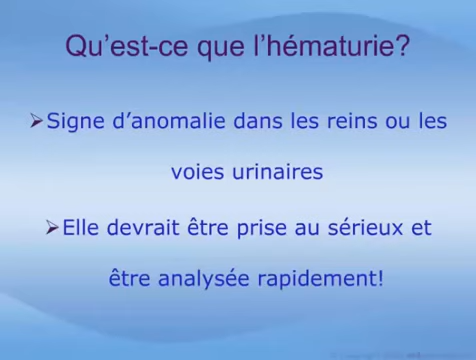 Qu'est-ce que l'hématurie?
➢Signe d'anomalie dans les reins ou les
voies urinaires
➢Elle devrait être prise au sérieux et
être analysée rapidement!